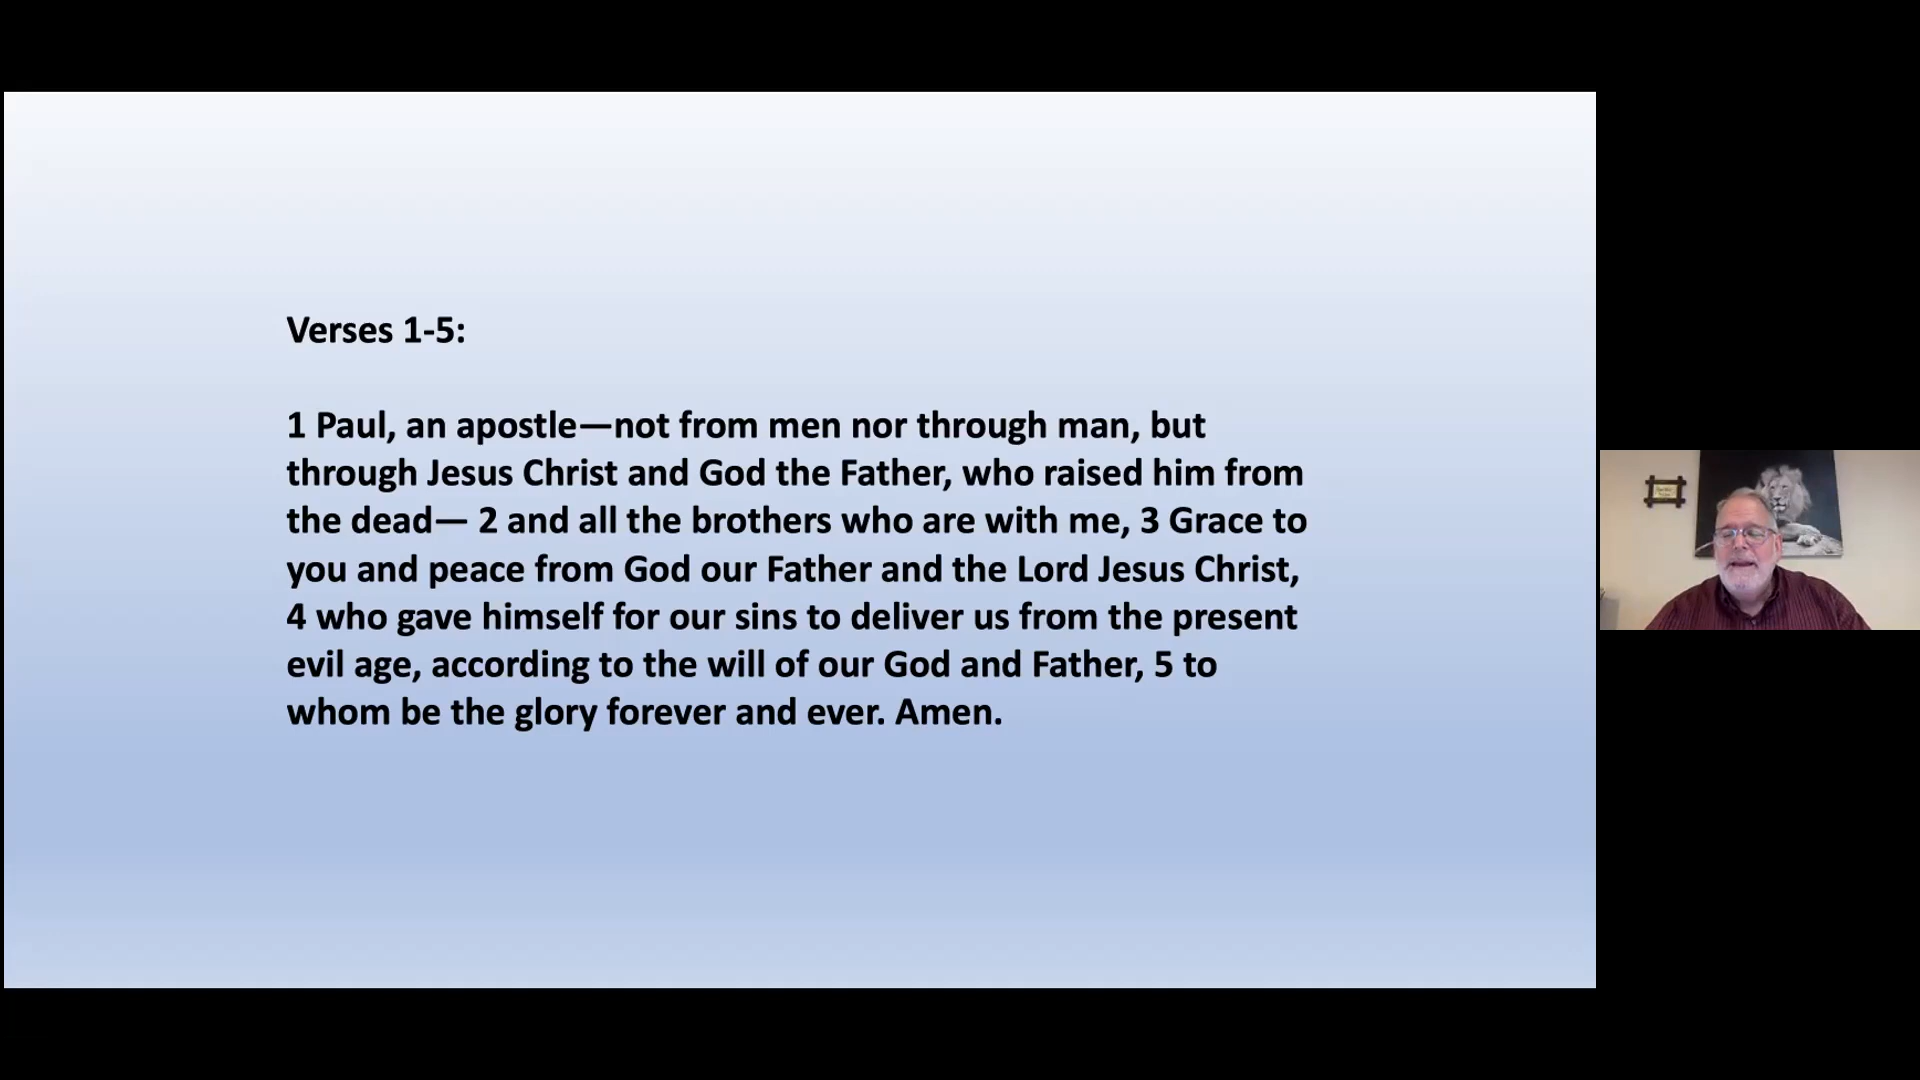 Verses 1-5:
1 Paul, an apostle—not from men nor through man, but
through Jesus Christ and God the Father, who raised him from
the dead— 2 and all the brothers who are with me, 3 Grace to
you and peace from God our Father and the Lord Jesus Christ,
4 who gave himself for our sins to deliver us from the present
evil age, according to the will of our God and Father, 5 to
whom be the glory forever and ever. Amen.